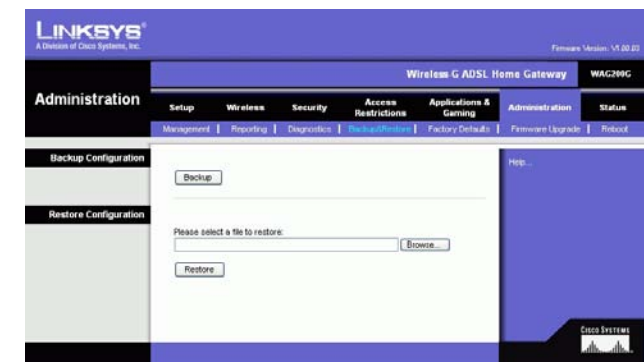 LINKSYS®
A Division of Cisco Systems, Inc.
Firmware Version: V1.00.03
Wireless-G ADSL Home Gateway WAG200G
Administration
Setup Wireless Security Access Restrictions Applications & Gaming Administration Status
Management | Reporting | Diagnostics | Backup&Restore | Factory Defaults | Firmware Upgrade | Reboot
Backup Configuration
Help...
Backup
Restore Configuration
Please select a file to restore:
Browse...
Restore
CISCO SYSTEMS